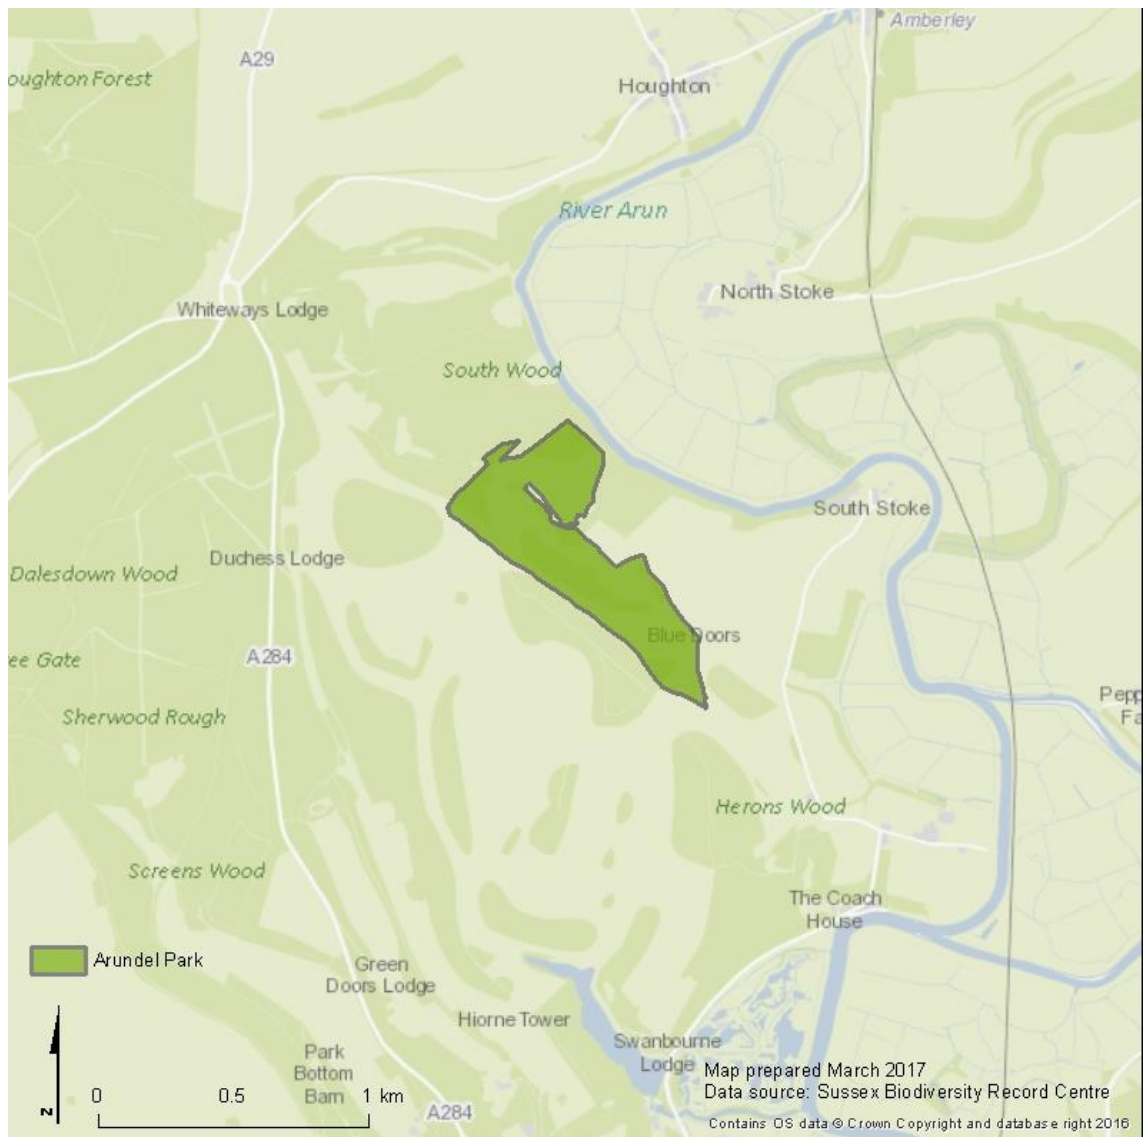 Amberley
A29
oughton Forest
Houghton
River Arun
North Stoke
Whiteways Lodge
South Wood
South Stoke
Duchess Lodge
Dalesdown Wood
Blue Doors
A284
ee Gate
Pepp
Fa
Sherwood Rough
Herons Wood
Screens Wood
The Coach
House
Arundel Park
Green
Doors Lodge
Hiorne Tower
Swanbourne
Lodge
Park
Bottom
Barn
Map prepared March 2017
Data source: Sussex Biodiversity Record Centre
Contains OS data © Crown Copyright and database right 2016
N
0 0.5 1 km
A284